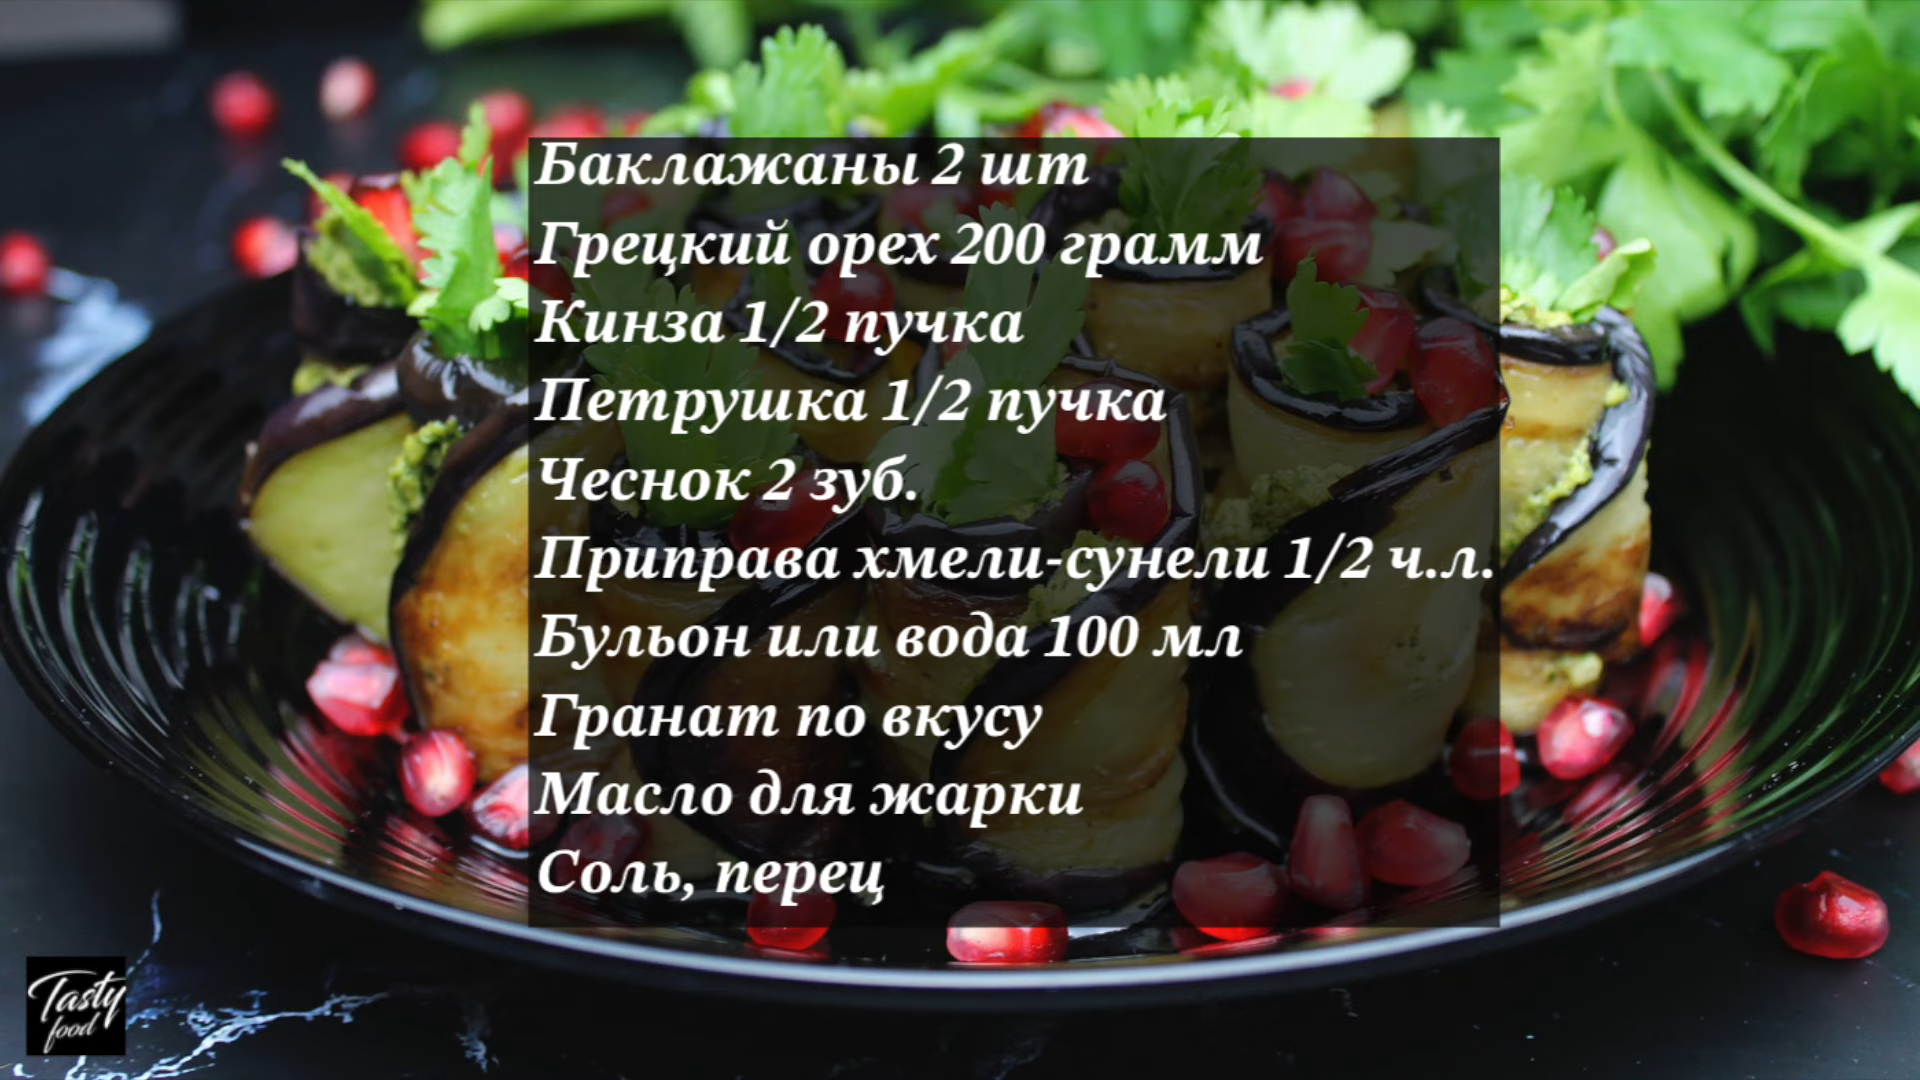 Баклажаны 2 шт
Грецкий орех 200 грамм
Кинза 1/2 пучка
Петрушка 1/2 пучка
Чеснок 2 зуб.
Приправа хмели-сунели 1/2 ч.л.
Бульон или вода 100 мл
Гранат по вкусу
Масло для жарки
Соль, перец
Tasty
food